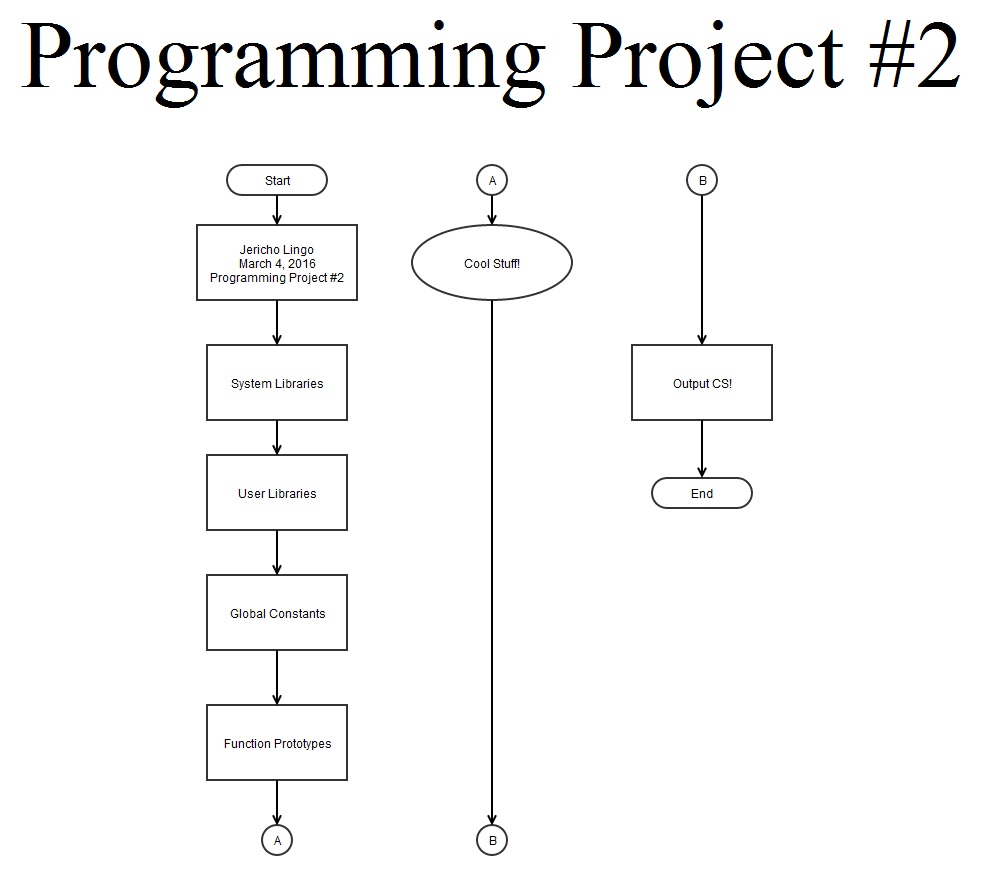 Programming Project #2
Start
Jericho Lingo
March 4, 2016
Programming Project #2
System Libraries
User Libraries
Global Constants
Function Prototypes
A
A
Cool Stuff!
B
B
Output CS!
End